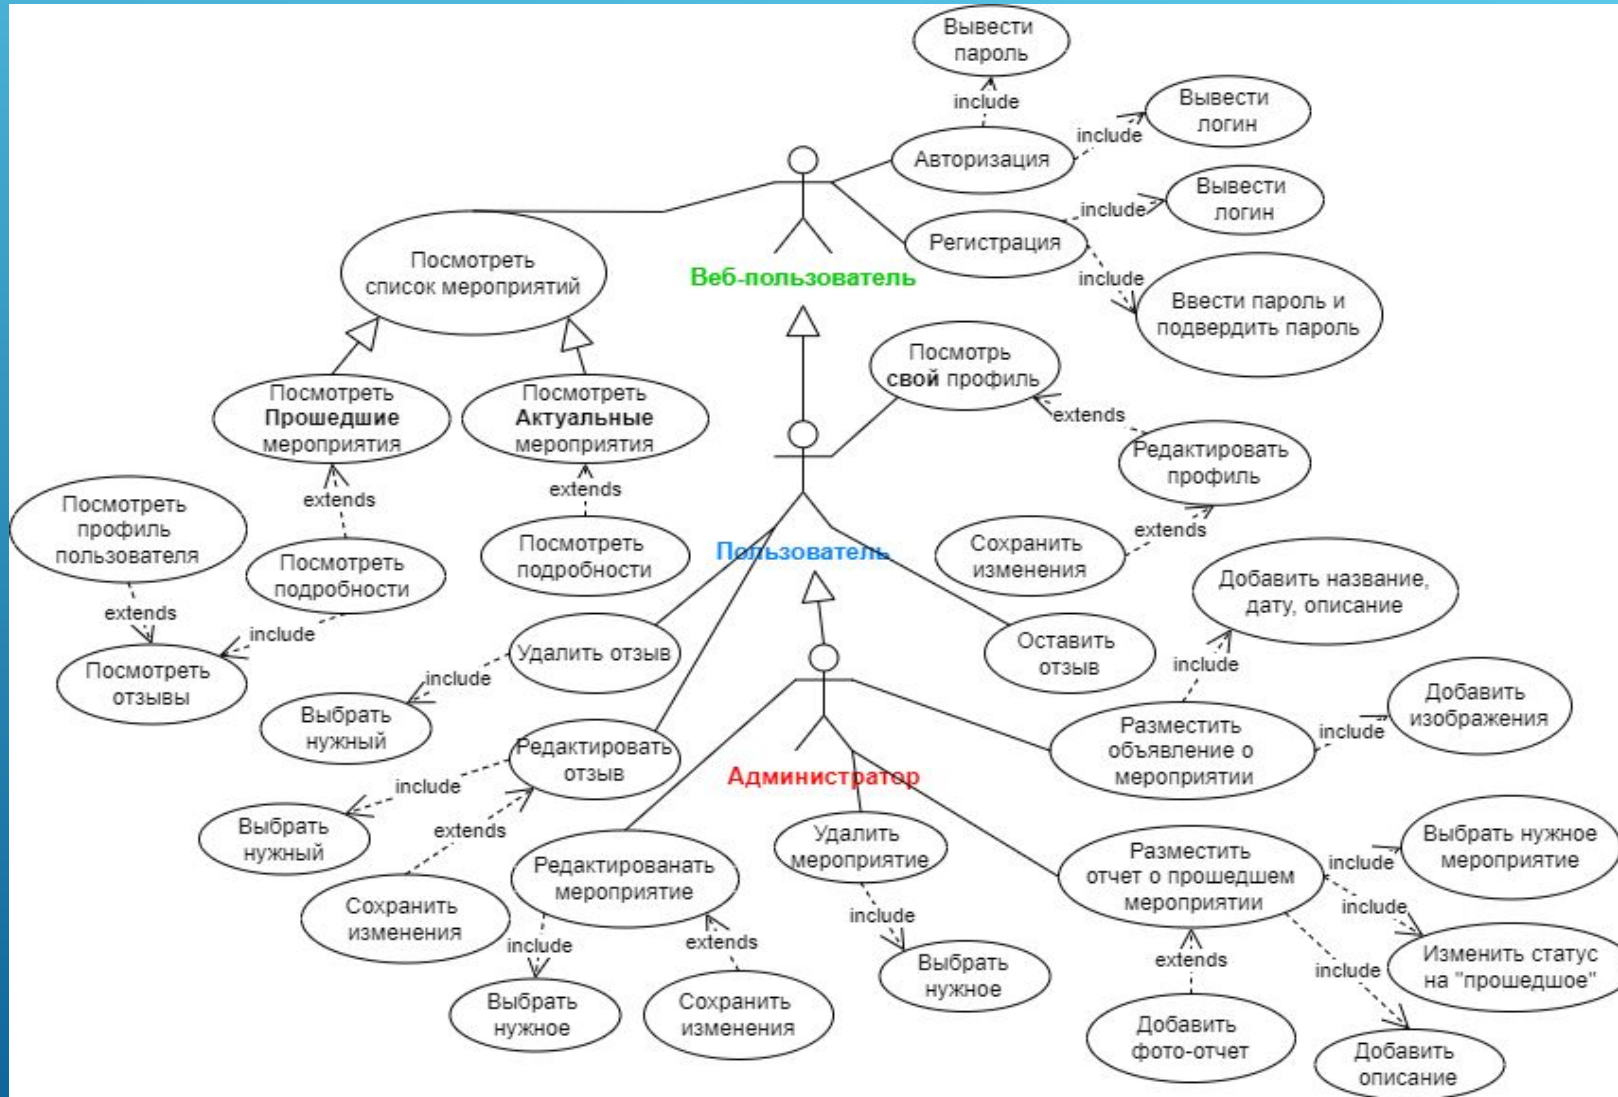 Вывести
пароль
include
Вывести
логин
include
Авторизация
Вывести
логин
include
Регистрация
include
Ввести пароль и
подвердить пароль
Веб-пользователь
Посмотреть
список мероприятий
Посмотрь
свой профиль
extends
Редактировать
профиль
Посмотреть
Прошедшие
мероприятия
Посмотреть
Актуальные
мероприятия
extends
extends
Посмотреть
профиль
пользователя
Посмотреть
подробности
Посмотреть
подробности
extends
include
Посмотреть
отзывы
Пользователь
extends
Сохранить
изменения
Добавить название,
дату, описание
include
Оставить
отзыв
Удалить отзыв
include
Выбрать
нужный
Добавить
изображения
include
Разместить
объявление о
мероприятии
Редактировать
отзыв
include
extends
Выбрать
нужный
Сохранить
изменения
Администратор
Редактированать
мероприятие
include
extends
Выбрать
нужное
Сохранить
изменения
Удалить
мероприятие
include
Выбрать
нужное
Разместить
отчет о прошедшем
мероприятии
include
Выбрать нужное
мероприятие
include
Изменить статус
на "прошедшое"
include
extends
Добавить
фото-отчет
Добавить
описание